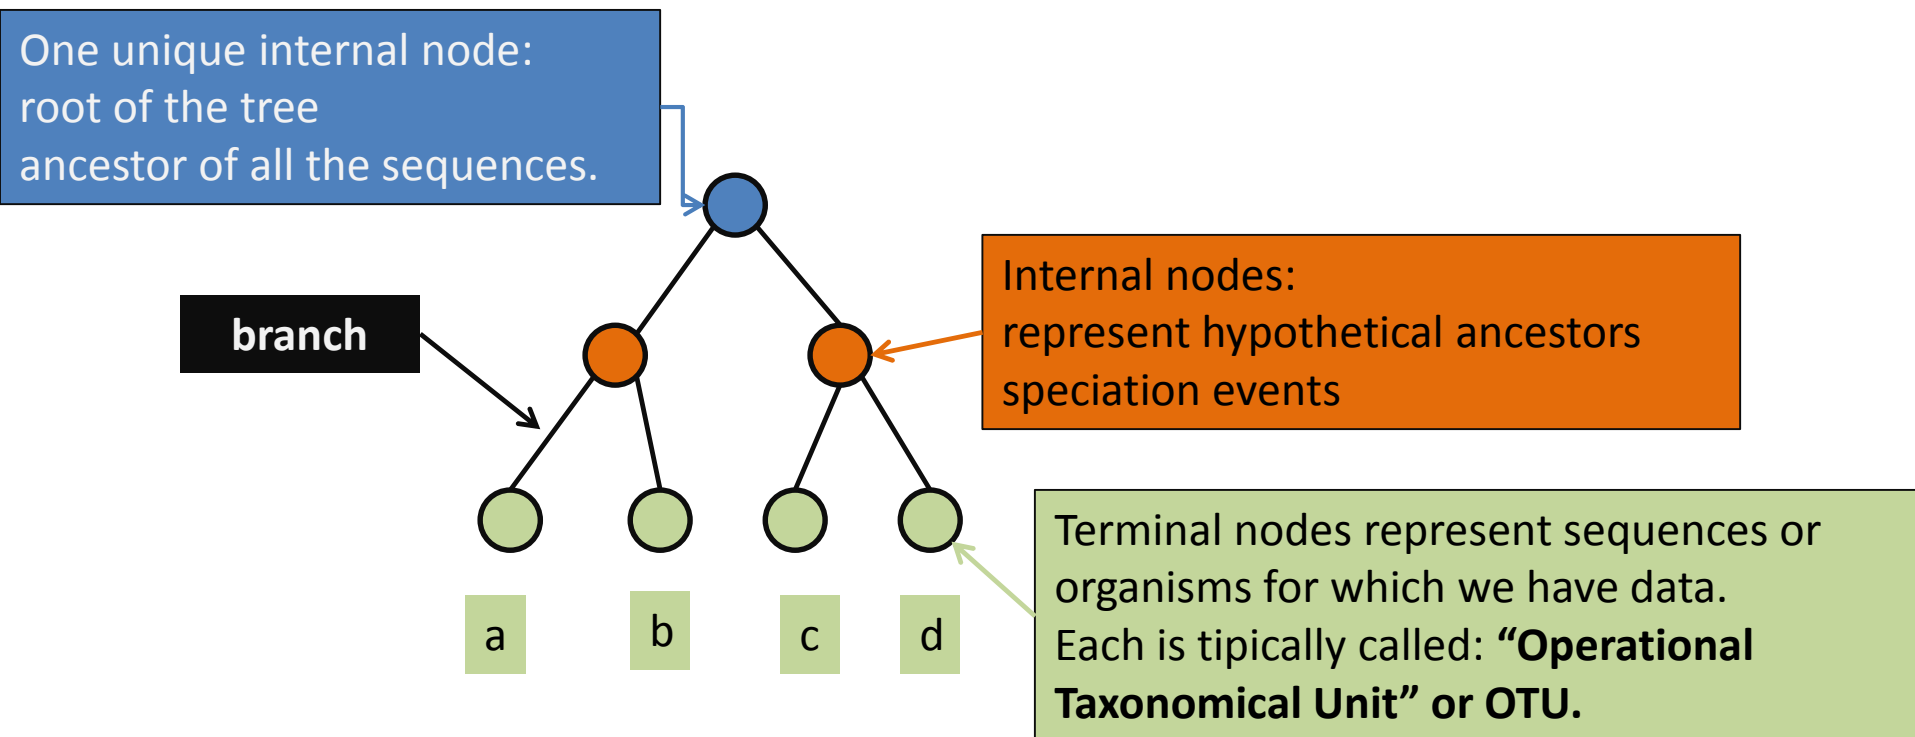 One unique internal node:
root of the tree
ancestor of all the sequences.
branch
Internal nodes:
represent hypothetical ancestors
speciation events
Terminal nodes represent sequences or
organisms for which we have data.
Each is tipically called: “Operational
Taxonomical Unit” or OTU.
a
b
c
d